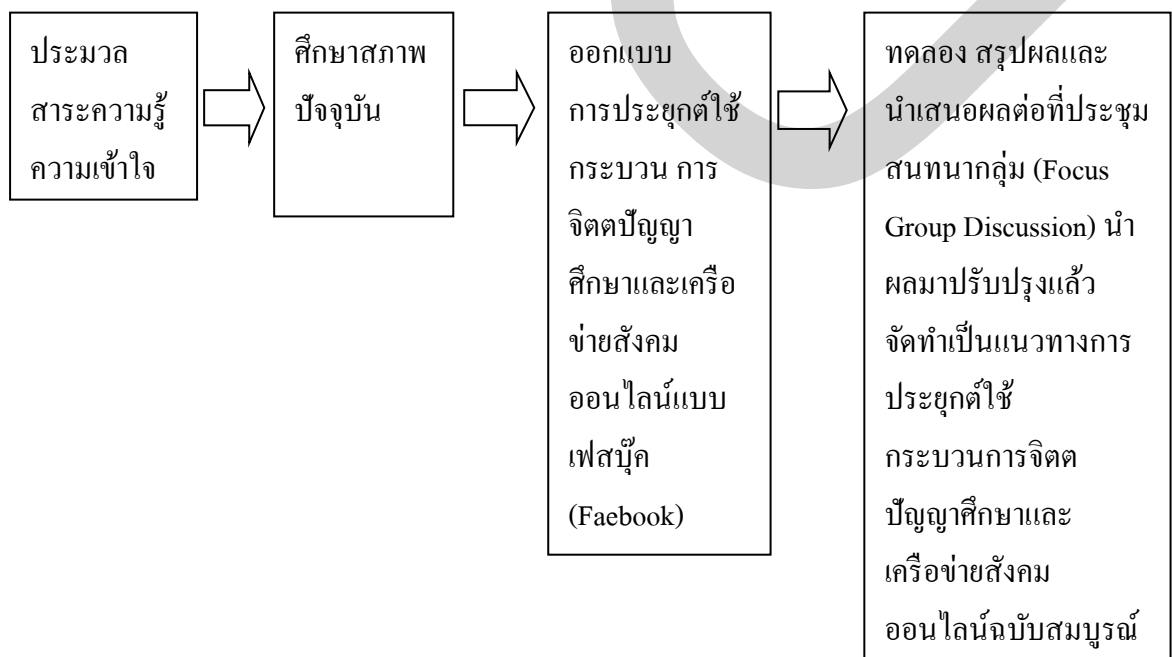 ประมวล
สาระความรู้
ความเข้าใจ
ศึกษาสภาพ
ปัจจุบัน
ออกแบบ
การประยุกต์ใช้
กระบวน การ
จิตตปัญญา
ศึกษาและเครือ
ข่ายสังคม
ออนไลน์แบบ
เฟสบุ๊ค
(Faebook)
ทดลอง สรุปผลและ
นำเสนอผลต่อที่ประชุม
สนทนากลุ่ม (Focus
Group Discussion) นำ
ผลมาปรับปรุงแล้ว
จัดทำเป็นแนวทางการ
ประยุกต์ใช้
กระบวนการจิตต
ปัญญาศึกษาและ
เครือข่ายสังคม
ออนไลน์ฉบับสมบูรณ์